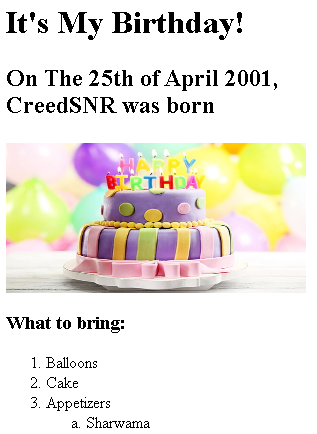 It's My Birthday!
On The 25th of April 2001,
CreedSNR was born
HAPPY
BIRTHDAY
What to bring:
1. Balloons
2. Cake
3. Appetizers
a. Sharwama